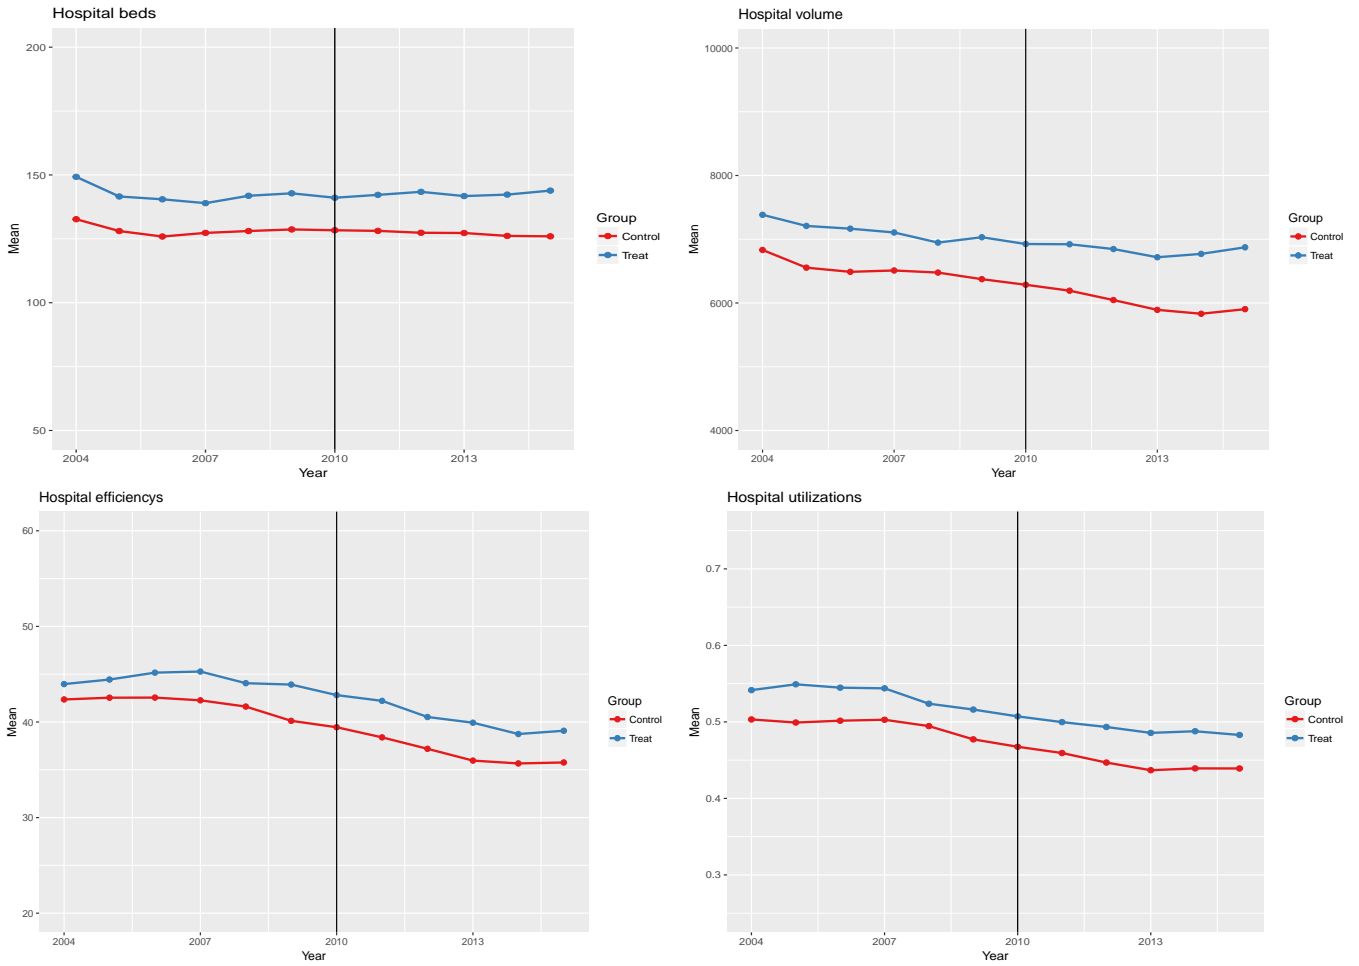 Hospital beds
200
150
100
50
Mean
2004
2007
2010
2013
Year
Group
Control
Treat
Hospital volume
10000
8000
6000
4000
Mean
2004
2007
2010
2013
Year
Group
Control
Treat
Hospital efficiencys
60
50
40
30
20
Mean
2004
2007
2010
2013
Year
Group
Control
Treat
Hospital utilizations
0.7
0.6
0.5
0.4
0.3
Mean
2004
2007
2010
2013
Year
Group
Control
Treat